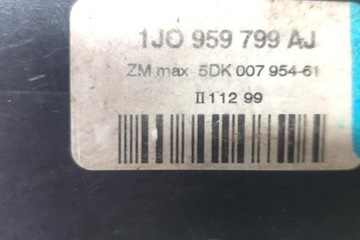 1J0 959 799 AJ
ZM max 5DK 007 954-61
II 112 99